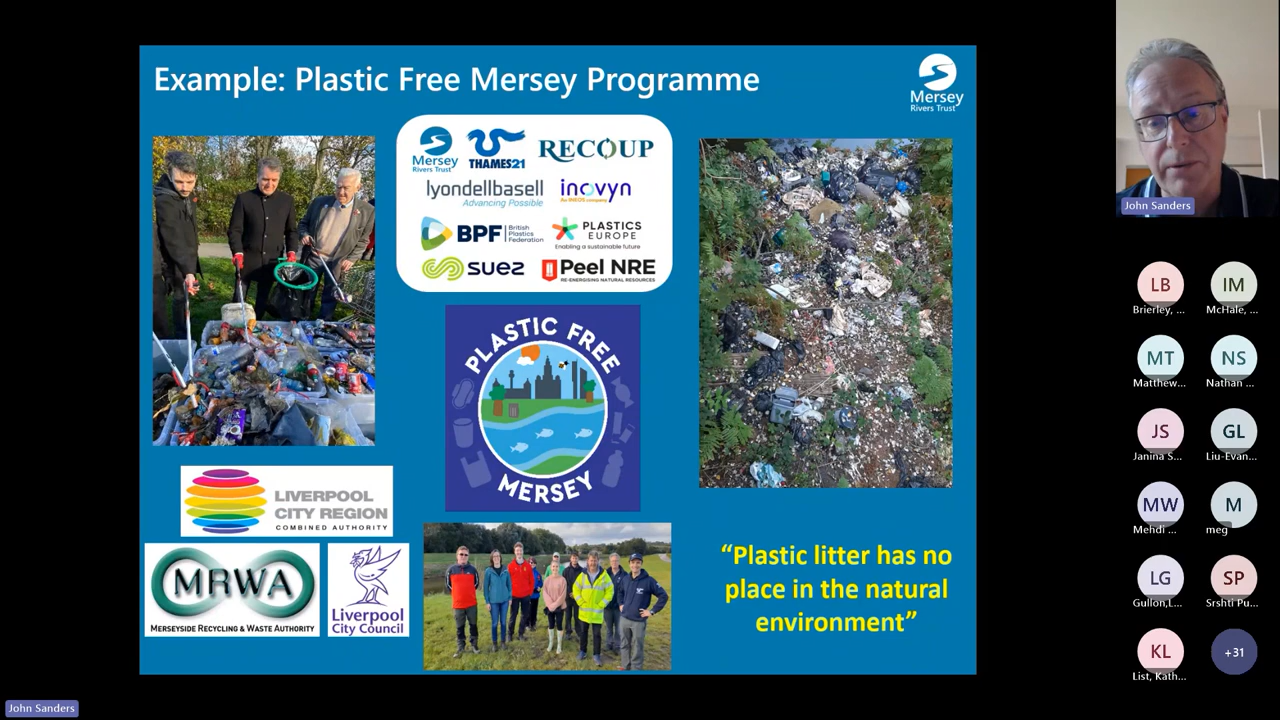 Example: Plastic Free Mersey Programme
Mersey
Rivers Trust
Mersey
Rivers Trust
THAMES21
RECOUP
lyondellbasell
Advancing Possible
inovyn
An INEOS company
BPF
British
Plastics
Federation
PLASTICS
EUROPE
Enabling a sustainable future
suez
Peel NRE
RE-ENERGISING NATURAL RESOURCES
PLASTIC FREE
MERSEY
LIVERPOOL
CITY REGION
COMBINED AUTHORITY
MRWA
MERSEYSIDE RECYCLING & WASTE AUTHORITY
Liverpool
City Council
“Plastic litter has no
place in the natural
environment”
John Sanders
LB
Brierley, ...
IM
McHale, ...
MT
Matthew...
NS
Nathan ...
JS
Janina S...
GL
Liu-Evan...
MW
Mehdi ...
M
meg
LG
Gullon,L...
SP
Srshti Pu...
KL
List, Kath...
+31
John Sanders